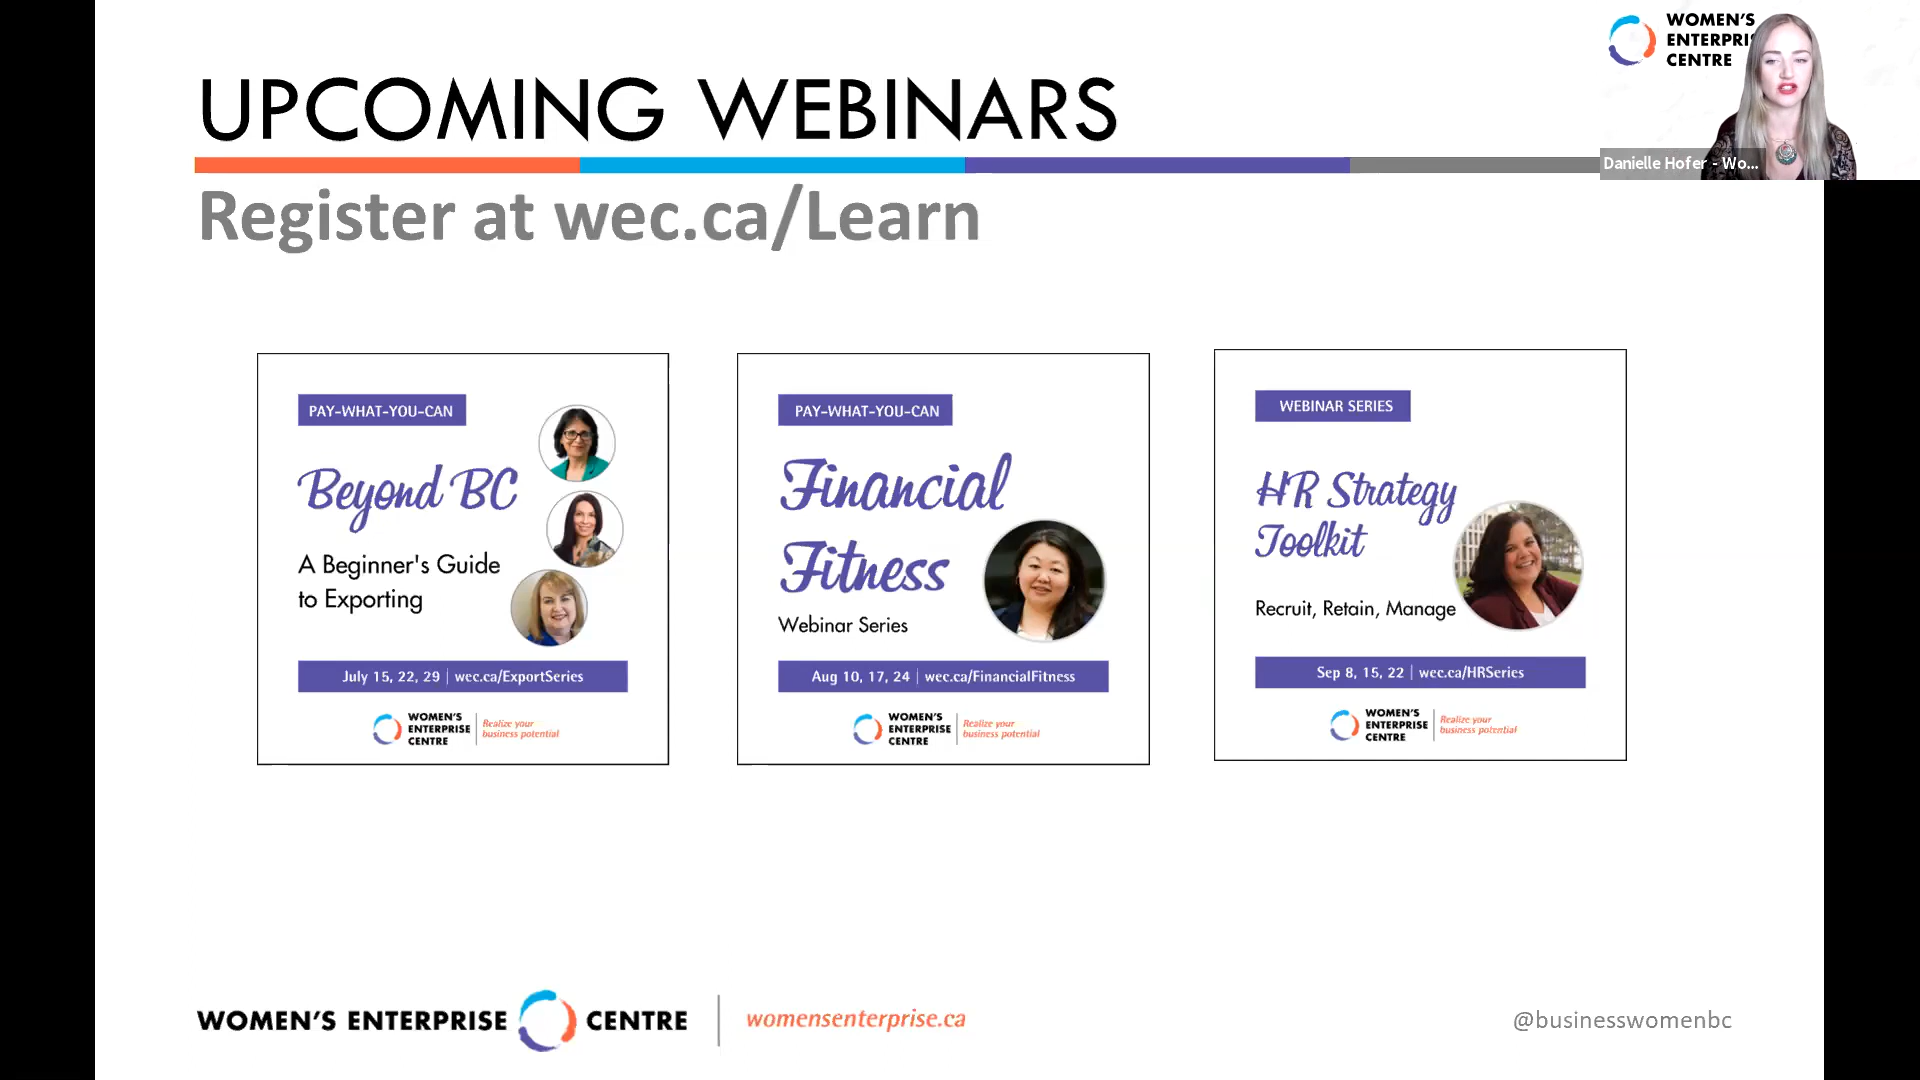 UPCOMING WEBINARS
WOMEN'S
ENTERPRI
CENTRE
Danielle Hofer - Wo...
Register at wec.ca/Learn
PAY-WHAT-YOU-CAN
Beyond BC
A Beginner's Guide
to Exporting
July 15, 22, 29 | wec.ca/ExportSeries
WOMEN'S
ENTERPRISE
CENTRE
Realize your
business potential
PAY-WHAT-YOU-CAN
Financial
Fitness
Webinar Series
Aug 10, 17, 24 | wec.ca/FinancialFitness
WOMEN'S
ENTERPRISE
CENTRE
Realize your
business potential
WEBINAR SERIES
HR Strategy
Toolkit
Recruit, Retain, Manage
Sep 8, 15, 22 | wec.ca/HRSeries
WOMEN'S
ENTERPRISE
CENTRE
Realize your
business potential
WOMEN'S ENTERPRISE CENTRE | womensenterprise.ca
@businesswomenbc